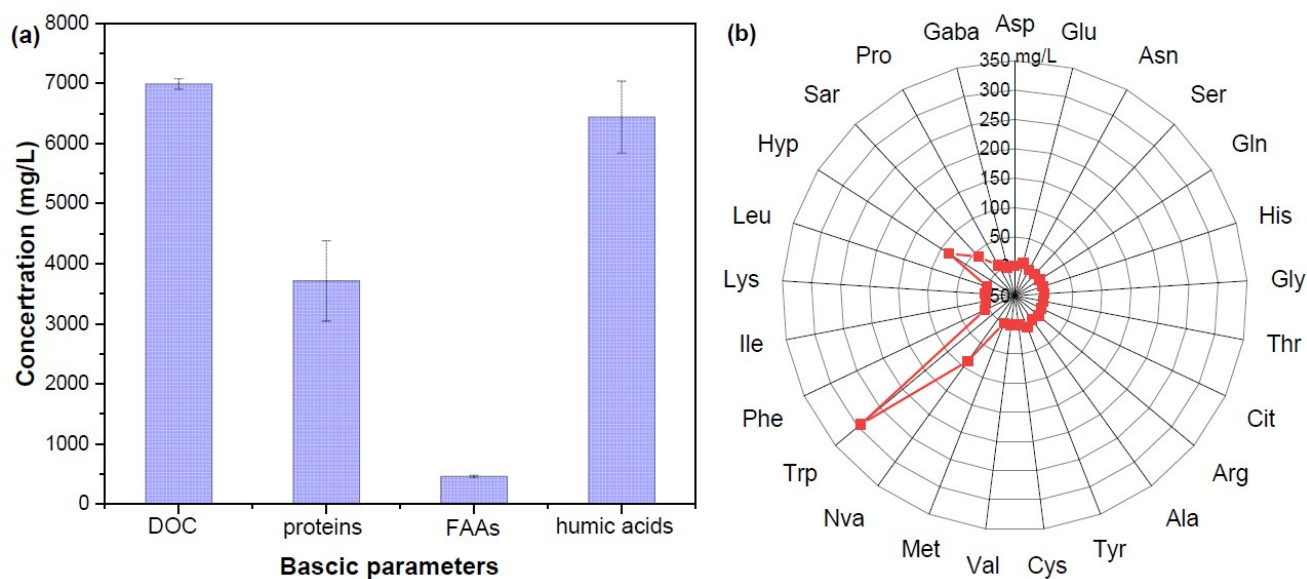 (a)
8000
7000
6000
5000
4000
3000
2000
1000
0
Concertration (mg/L)
DOC proteins FAAs humic acids
Bascic parameters
(b)
Asp
Glu
Asn
Ser
Gln
His
Gly
Thr
Cit
Arg
Ala
Tyr
Cys
Val
Met
Nva
Trp
Phe
Ile
Lys
Leu
Hyp
Sar
Pro
Gaba
350 mg/L
300
250
200
150
100
50
50